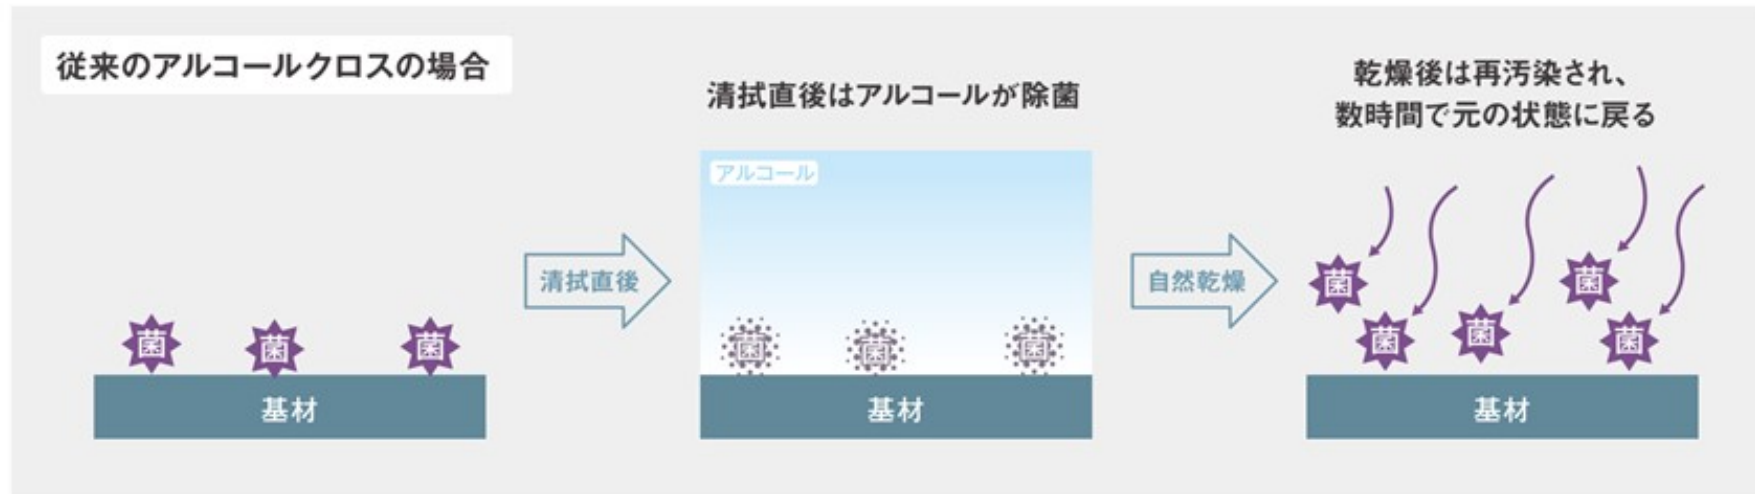 従来のアルコールクロスの場合
清拭直後はアルコールが除菌
乾燥後は再汚染され、
数時間で元の状態に戻る
アルコール
清拭直後
自然乾燥
菌
菌
菌
菌
菌
菌
菌
菌
菌
菌
菌
基材
基材
基材